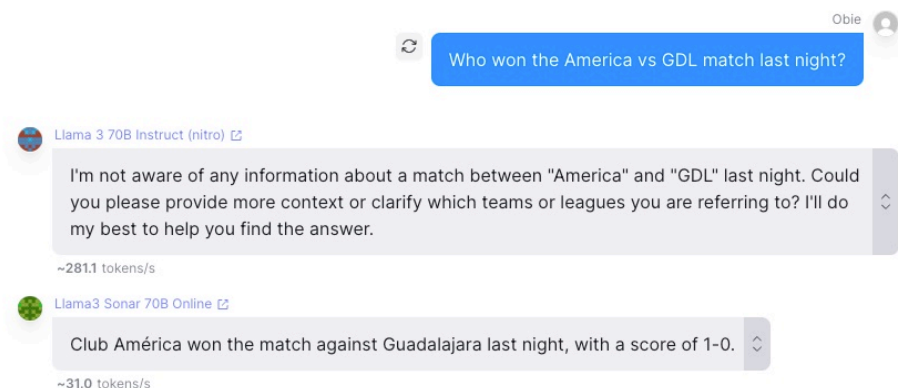 Obie
Who won the America vs GDL match last night?
Llama 3 70B Instruct (nitro)
I'm not aware of any information about a match between "America" and "GDL" last night. Could
you please provide more context or clarify which teams or leagues you are referring to? I'll do
my best to help you find the answer.
~281.1 tokens/s
Llama3 Sonar 70B Online
Club América won the match against Guadalajara last night, with a score of 1-0.
~31.0 tokens/s